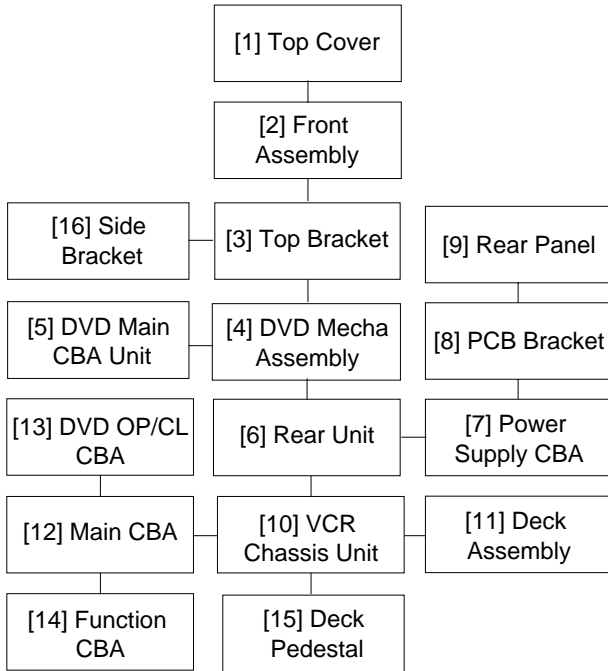 [1] Top Cover
[2] Front
Assembly
[16] Side
Bracket
[3] Top Bracket
[9] Rear Panel
[5] DVD Main
CBA Unit
[4] DVD Mecha
Assembly
[8] PCB Bracket
[13] DVD OP/CL
CBA
[6] Rear Unit
[7] Power
Supply CBA
[12] Main CBA
[10] VCR
Chassis Unit
[11] Deck
Assembly
[14] Function
CBA
[15] Deck
Pedestal